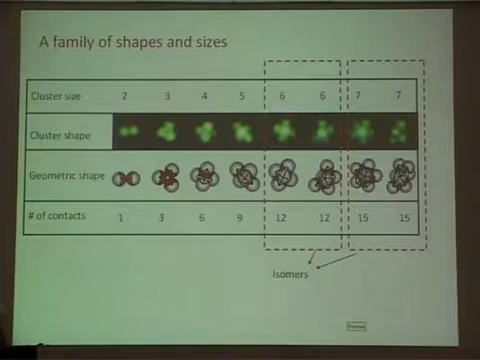 A family of shapes and sizes
Cluster size 2 3 4 5 6 6 7 7
Cluster shape
Geometric shape
# of contacts 1 3 6 9 12 12 15 15
Isomers